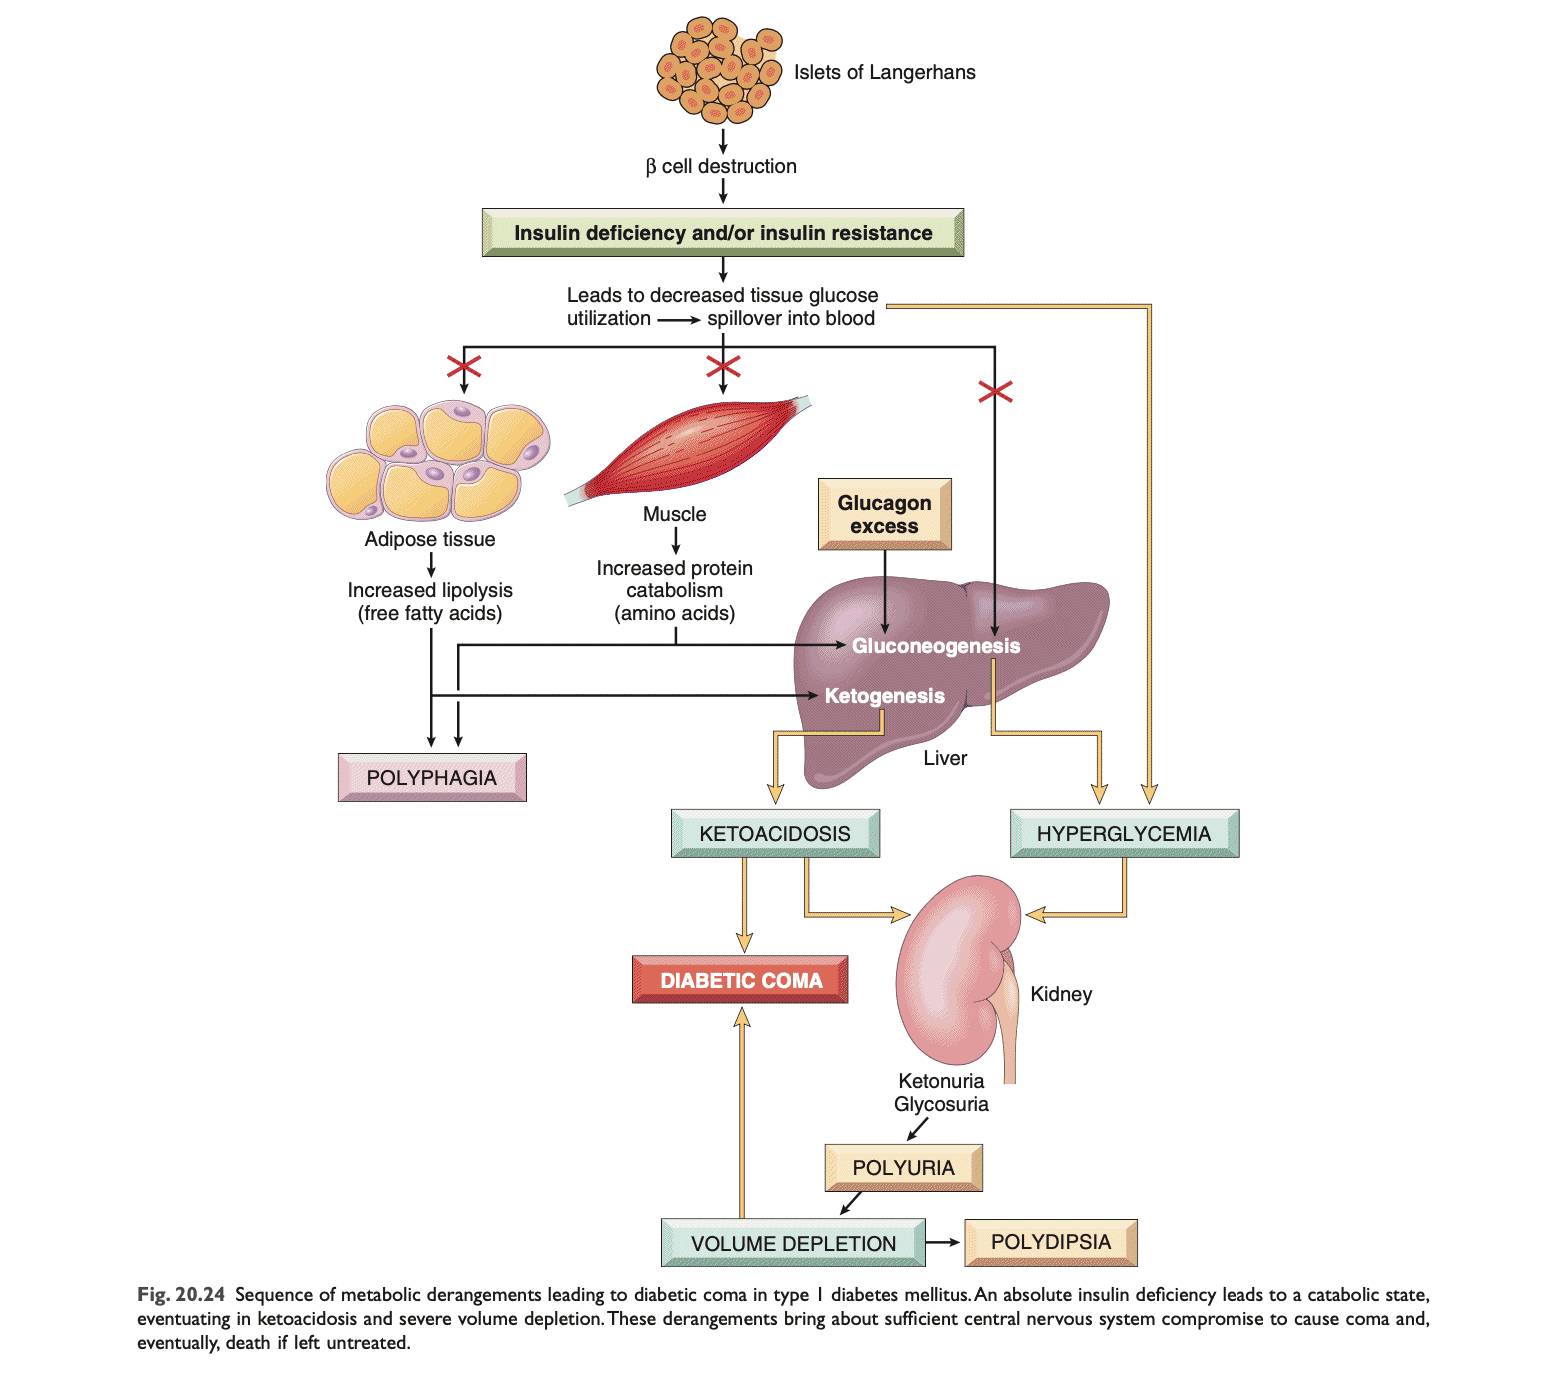 Islets of Langerhans
β cell destruction
Insulin deficiency and/or insulin resistance
Leads to decreased tissue glucose
utilization → spillover into blood
Adipose tissue
Increased lipolysis
(free fatty acids)
Muscle
Increased protein
catabolism
(amino acids)
Glucagon
excess
Gluconeogenesis
Ketogenesis
Liver
POLYPHAGIA
KETOACIDOSIS
HYPERGLYCEMIA
DIABETIC COMA
Kidney
Ketonuria
Glycosuria
POLYURIA
VOLUME DEPLETION
POLYDIPSIA
Fig. 20.24 Sequence of metabolic derangements leading to diabetic coma in type 1 diabetes mellitus. An absolute insulin deficiency leads to a catabolic state,
eventuating in ketoacidosis and severe volume depletion. These derangements bring about sufficient central nervous system compromise to cause coma and,
eventually, death if left untreated.